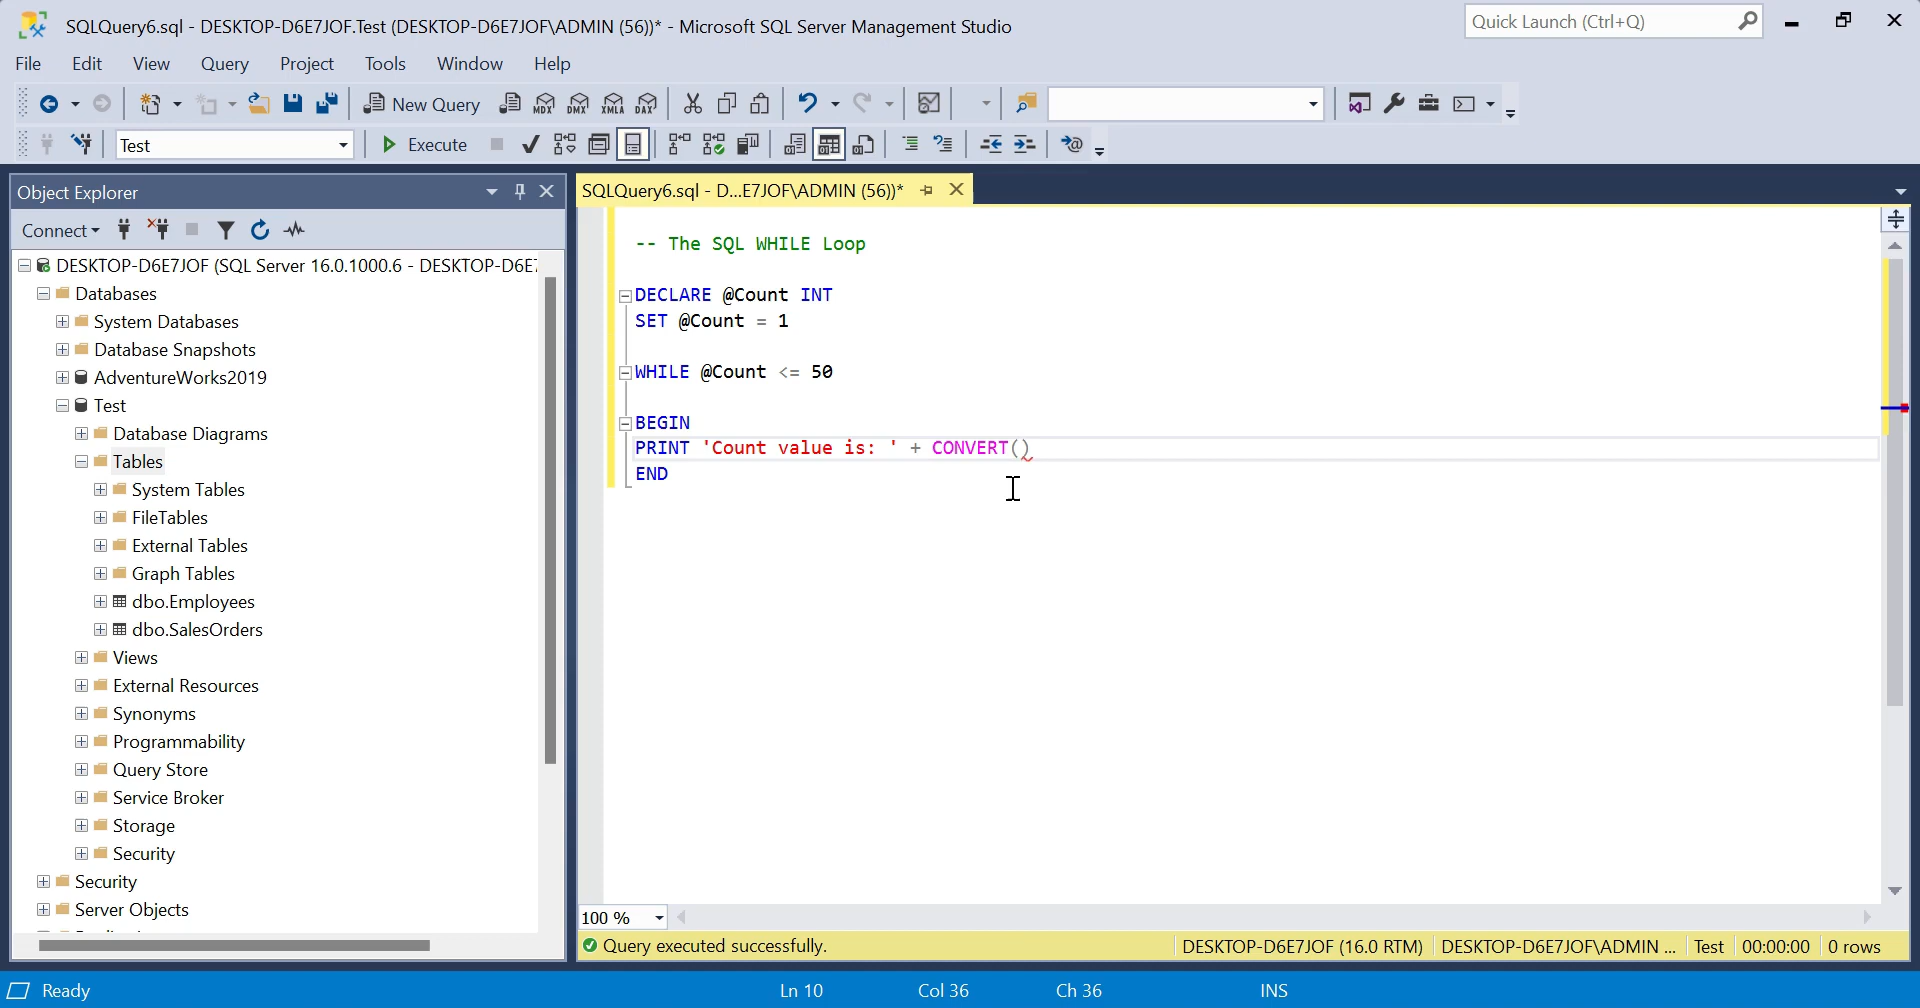 SQLQuery6.sql - DESKTOP-D6E7JOF.Test (DESKTOP-D6E7JOF\ADMIN (56))* - Microsoft SQL Server Management Studio
Quick Launch (Ctrl+Q)
File Edit View Query Project Tools Window Help
New Query MDX DMX XMLA DAX
Test Execute
Object Explorer
Connect
DESKTOP-D6E7JOF (SQL Server 16.0.1000.6 - DESKTOP-D6E7
Databases
System Databases
Database Snapshots
AdventureWorks2019
Test
Database Diagrams
Tables
System Tables
FileTables
External Tables
Graph Tables
dbo.Employees
dbo.SalesOrders
Views
External Resources
Synonyms
Programmability
Query Store
Service Broker
Storage
Security
Security
Server Objects
SQLQuery6.sql - D...E7JOF\ADMIN (56))*
-- The SQL WHILE Loop
DECLARE @Count INT
SET @Count = 1
WHILE @Count <= 50
BEGIN
PRINT 'Count value is: ' + CONVERT()
END
100 %
Query executed successfully.
DESKTOP-D6E7JOF (16.0 RTM) DESKTOP-D6E7JOF\ADMIN ... Test 00:00:00 0 rows
Ready Ln 10 Col 36 Ch 36 INS